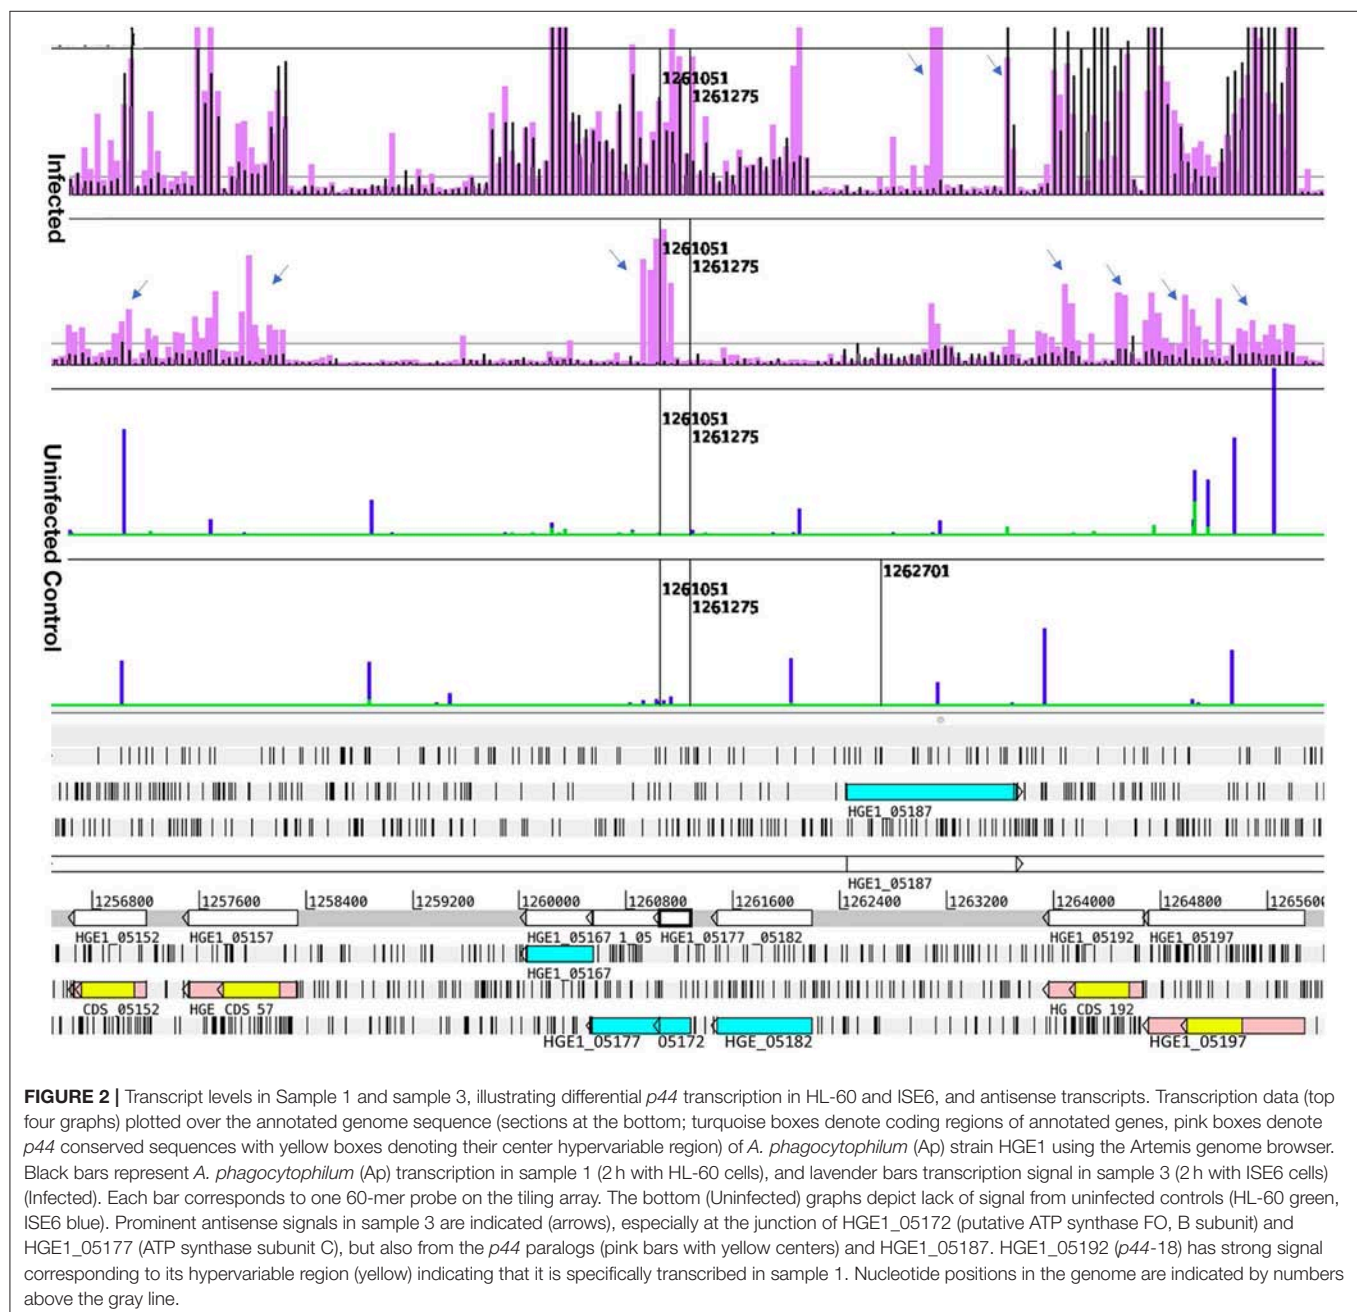 Infected
1261051
1261275
1261051
1261275
Uninfected Control
1261051
1261275
1262701
1261051
1261275
HGE1_05187
HGE1_05187
1256800 1257600 1258400 1259200 1260000 1260800 1261600 1262400 1263200 1264000 1264800 126560
HGE1_05152 HGE1_05157 HGE1_05167 1_05 HGE1_05177 _05182 HGE1_05192 HGE1_05197
HGE1_05167
CDS_05152 HGE CDS 57 HG CDS 192
HGE1_05177 05172 HGE_05182 HGE1_05197
FIGURE 2 | Transcript levels in Sample 1 and sample 3, illustrating differential p44 transcription in HL-60 and ISE6, and antisense transcripts. Transcription data (top
four graphs) plotted over the annotated genome sequence (sections at the bottom; turquoise boxes denote coding regions of annotated genes, pink boxes denote
p44 conserved sequences with yellow boxes denoting their center hypervariable region) of A. phagocytophilum (Ap) strain HGE1 using the Artemis genome browser.
Black bars represent A. phagocytophilum (Ap) transcription in sample 1 (2 h with HL-60 cells), and lavender bars transcription signal in sample 3 (2 h with ISE6 cells)
(Infected). Each bar corresponds to one 60-mer probe on the tiling array. The bottom (Uninfected) graphs depict lack of signal from uninfected controls (HL-60 green,
ISE6 blue). Prominent antisense signals in sample 3 are indicated (arrows), especially at the junction of HGE1_05172 (putative ATP synthase FO, B subunit) and
HGE1_05177 (ATP synthase subunit C), but also from the p44 paralogs (pink bars with yellow centers) and HGE1_05187. HGE1_05192 (p44-18) has strong signal
corresponding to its hypervariable region (yellow) indicating that it is specifically transcribed in sample 1. Nucleotide positions in the genome are indicated by numbers
above the gray line.